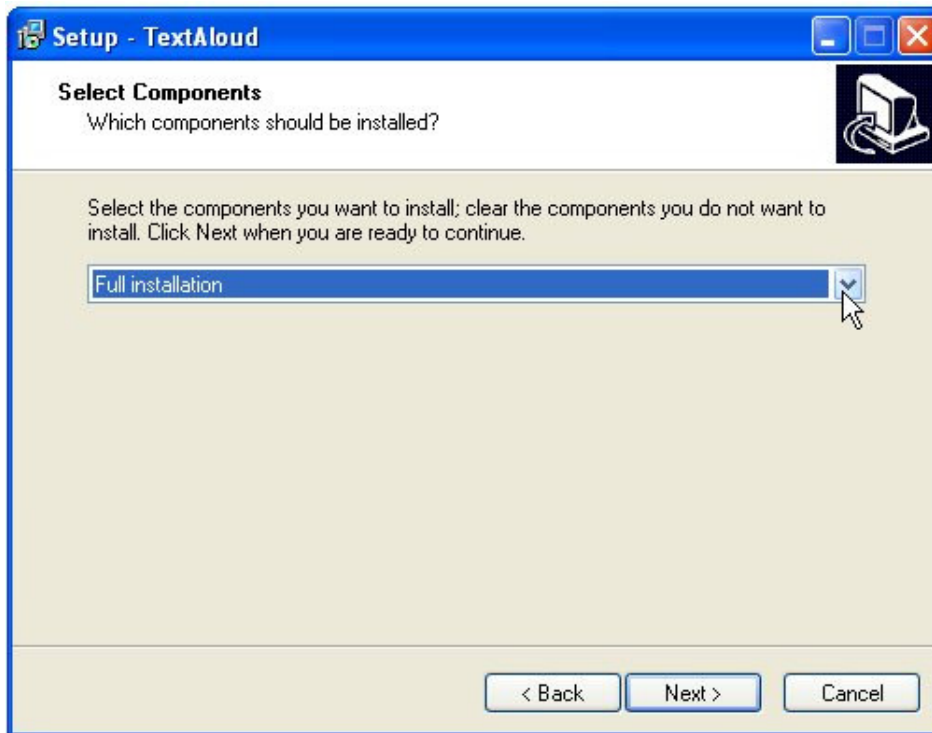 Setup - TextAloud
Select Components
Which components should be installed?
Select the components you want to install; clear the components you do not want to
install. Click Next when you are ready to continue.
Full installation
< Back Next > Cancel